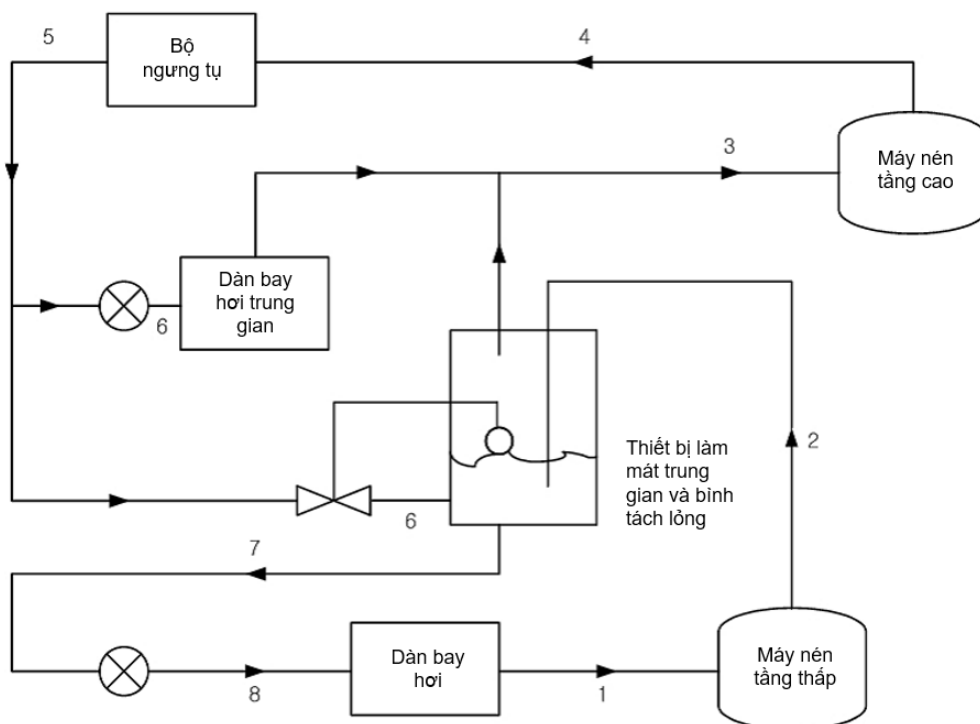 5
Bộ
ngưng tụ
4
3
Máy nén
tầng cao
Dàn bay
hơi trung
gian
6
Thiết bị làm
mát trung
gian và bình
tách lỏng
2
6
7
Dàn bay
hơi
8
1
Máy nén
tầng thấp